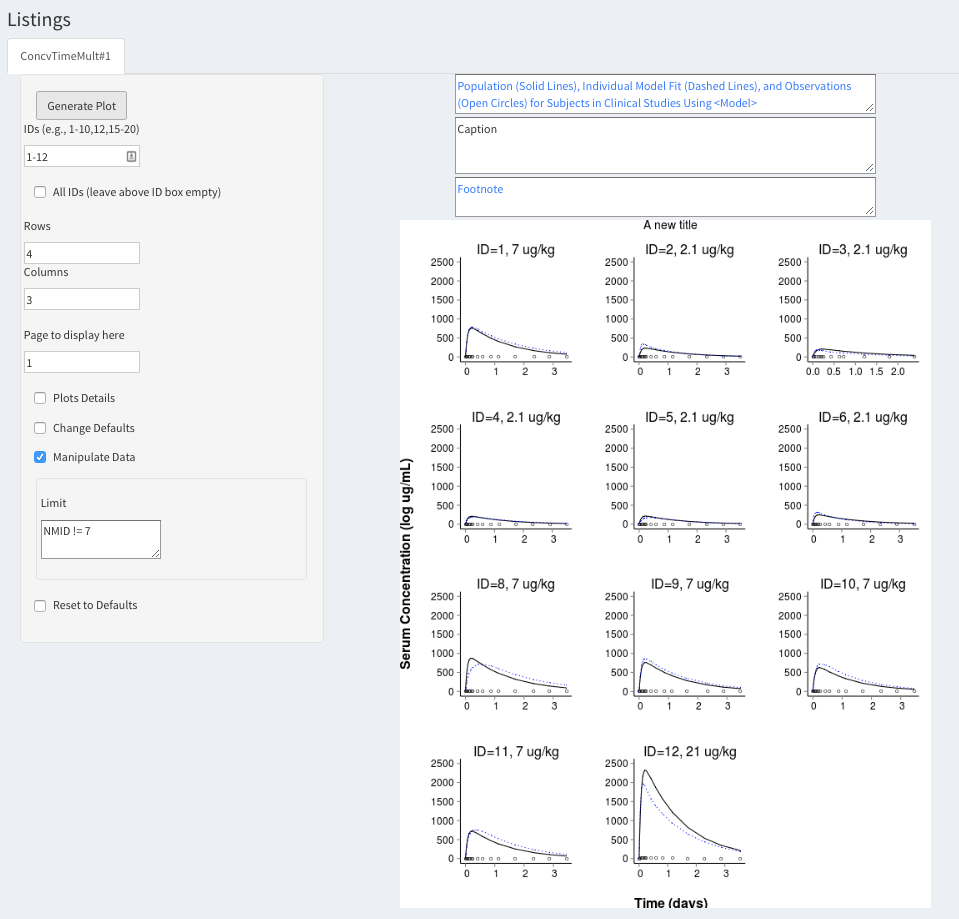 Listings
ConcvTimeMult#1
Generate Plot
IDs (e.g., 1-10,12,15-20)
1-12
All IDs (leave above ID box empty)
Rows
4
Columns
3
Page to display here
1
Plots Details
Change Defaults
Manipulate Data
Limit
NMID != 7
Reset to Defaults
Population (Solid Lines), Individual Model Fit (Dashed Lines), and Observations
(Open Circles) for Subjects in Clinical Studies Using <Model>
Caption
Footnote
A new title
Serum Concentration (log ug/mL)
ID=1, 7 ug/kg
2500
2000
1500
1000
500
0
0 1 2 3
ID=2, 2.1 ug/kg
2500
2000
1500
1000
500
0
0 1 2 3
ID=3, 2.1 ug/kg
2500
2000
1500
1000
500
0
0.0 0.5 1.0 1.5 2.0
ID=4, 2.1 ug/kg
2500
2000
1500
1000
500
0
0 1 2 3
ID=5, 2.1 ug/kg
2500
2000
1500
1000
500
0
0 1 2 3
ID=6, 2.1 ug/kg
2500
2000
1500
1000
500
0
0 1 2 3
ID=8, 7 ug/kg
2500
2000
1500
1000
500
0
0 1 2 3
ID=9, 7 ug/kg
2500
2000
1500
1000
500
0
0 1 2 3
ID=10, 7 ug/kg
2500
2000
1500
1000
500
0
0 1 2 3
ID=11, 7 ug/kg
2500
2000
1500
1000
500
0
0 1 2 3
ID=12, 21 ug/kg
2500
2000
1500
1000
500
0
0 1 2 3
Time (days)